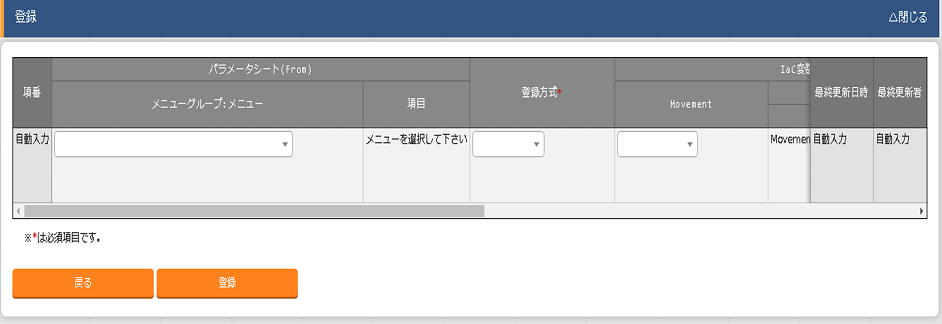 登録
△閉じる
項番
パラメータシート(From)
メニューグループ:メニュー
項目
登録方式*
IaC変数
Movement
最終更新日時
最終更新者
自動入力
メニューを選択して下さい
Movemen
自動入力
自動入力
※*は必須項目です。
戻る
登録